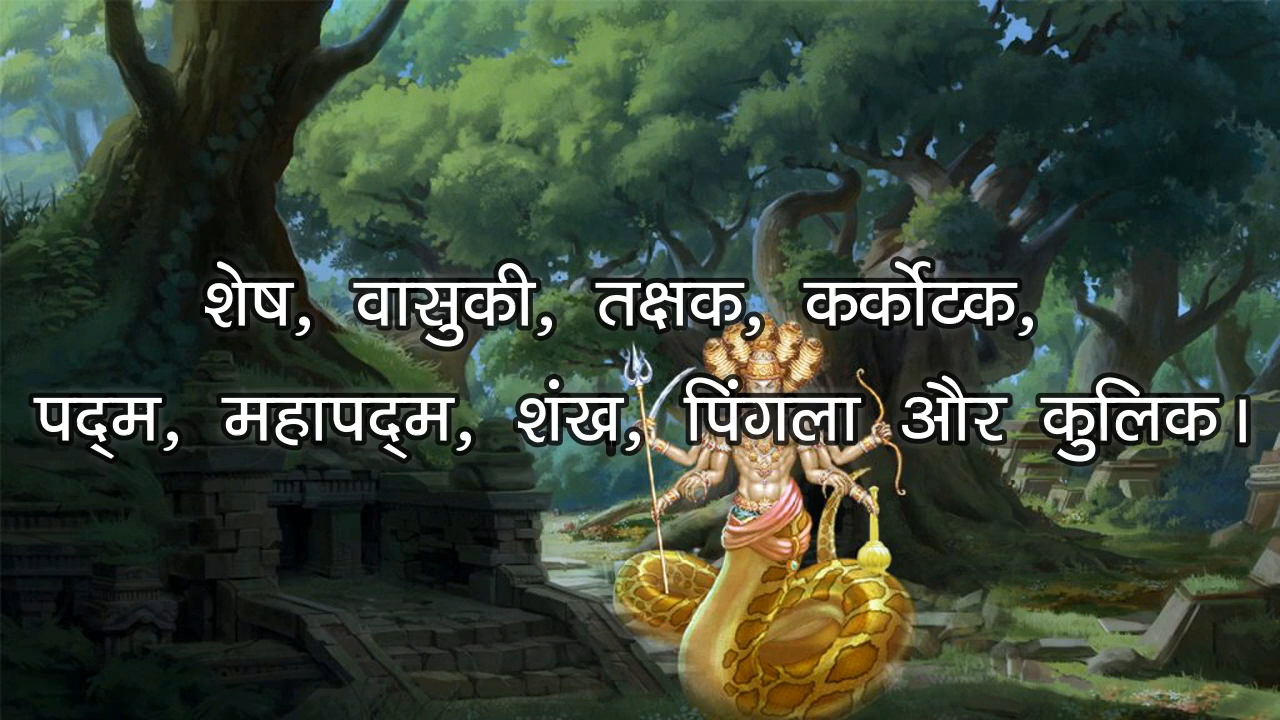 शेष, वासुकी, तक्षक, कर्कोटक,
पद्म, महापद्म, शंख, पिंगला और कुलिक।